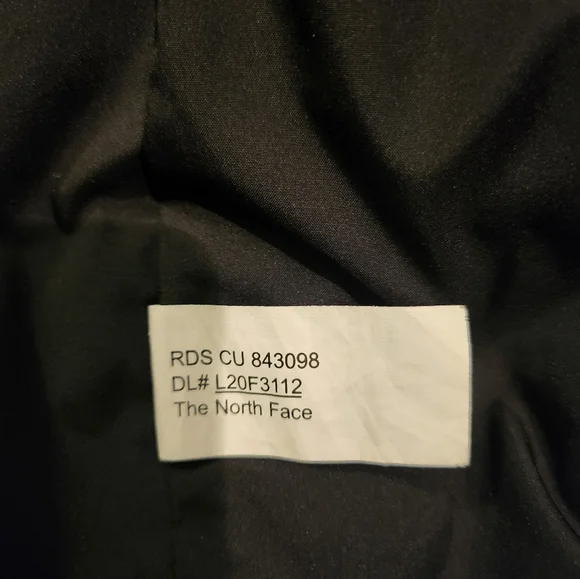 RDS CU 843098
DL# L20F3112
The North Face